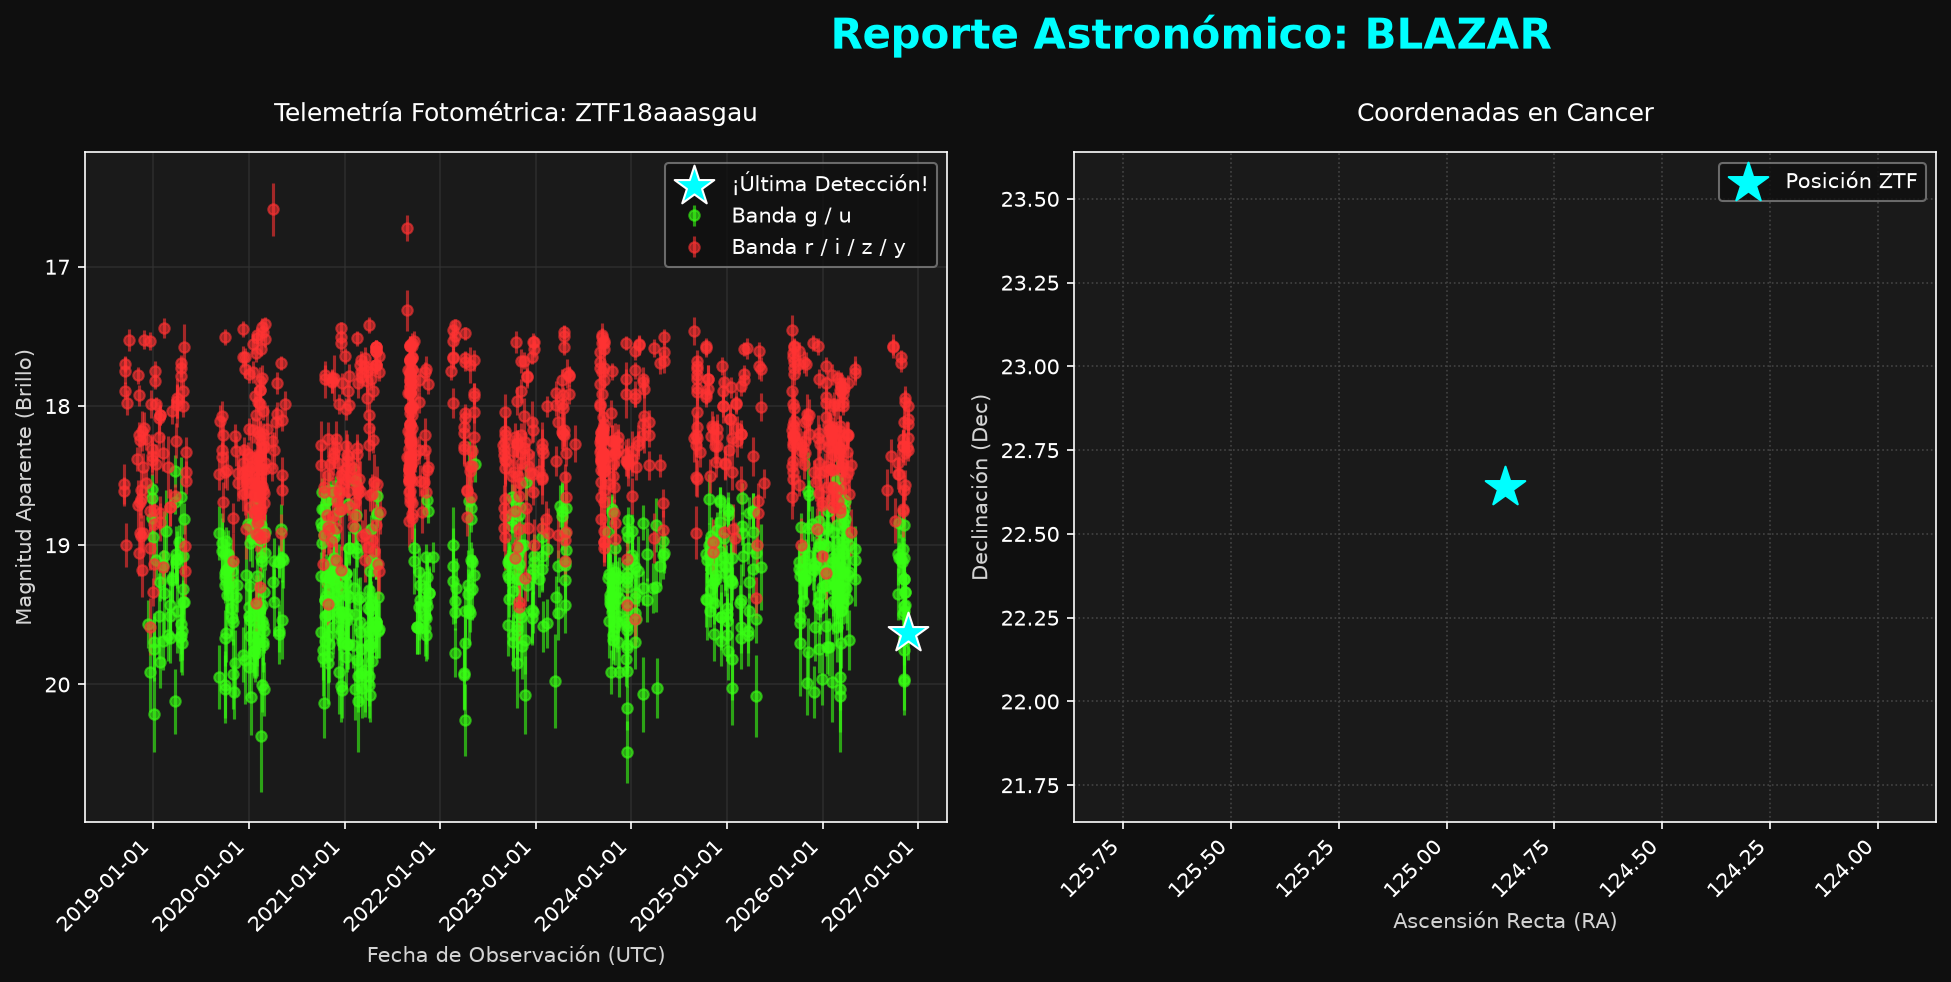 Reporte Astronómico: BLAZAR
Telemetría Fotométrica: ZTF18aaasgau
¡Última Detección!
Banda g / u
Banda r / i / z / y
Magnitud Aparente (Brillo)
17
18
19
20
2019-01-01
2020-01-01
2021-01-01
2022-01-01
2023-01-01
2024-01-01
2025-01-01
2026-01-01
2027-01-01
Fecha de Observación (UTC)
Coordenadas en Cancer
Posición ZTF
Declinación (Dec)
23.50
23.25
23.00
22.75
22.50
22.25
22.00
21.75
125.75
125.50
125.25
125.00
124.75
124.50
124.25
124.00
Ascensión Recta (RA)